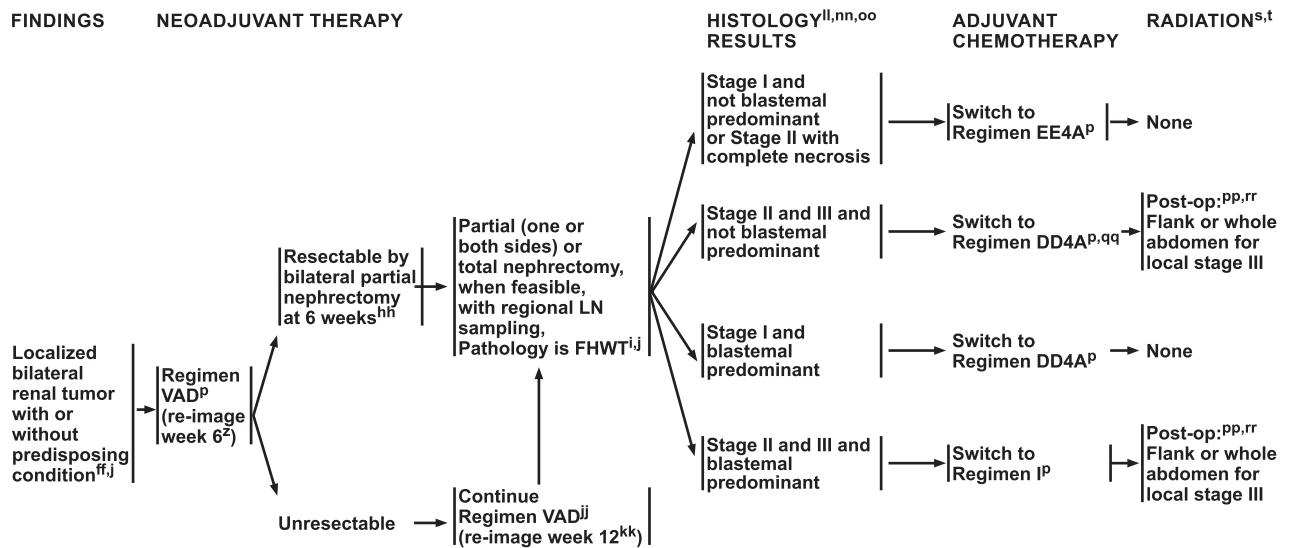 FINDINGS
NEOADJUVANT THERAPY
HISTOLOGYll,nn,oo
RESULTS
ADJUVANT
CHEMOTHERAPY
RADIATIONs,t
Localized
bilateral
renal tumor
with or
without
predisposing
conditionff,j
Regimen
VADp
(re-image
week 6z)
Resectable by
bilateral partial
nephrectomy
at 6 weekshh
Unresectable
Partial (one or
both sides) or
total nephrectomy,
when feasible,
with regional LN
sampling,
Pathology is FHWTi,j
Continue
Regimen VADjj
(re-image week 12kk)
Stage I and
not blastemal
predominant
or Stage II with
complete necrosis
Switch to
Regimen EE4Ap
None
Stage II and III and
not blastemal
predominant
Switch to
Regimen DD4Ap,qq
Post-op:pp,rr
Flank or whole
abdomen for
local stage III
Stage I and
blastemal
predominant
Switch to
Regimen DD4Ap
None
Stage II and III and
blastemal
predominant
Switch to
Regimen Ip
Post-op:pp,rr
Flank or whole
abdomen for
local stage III